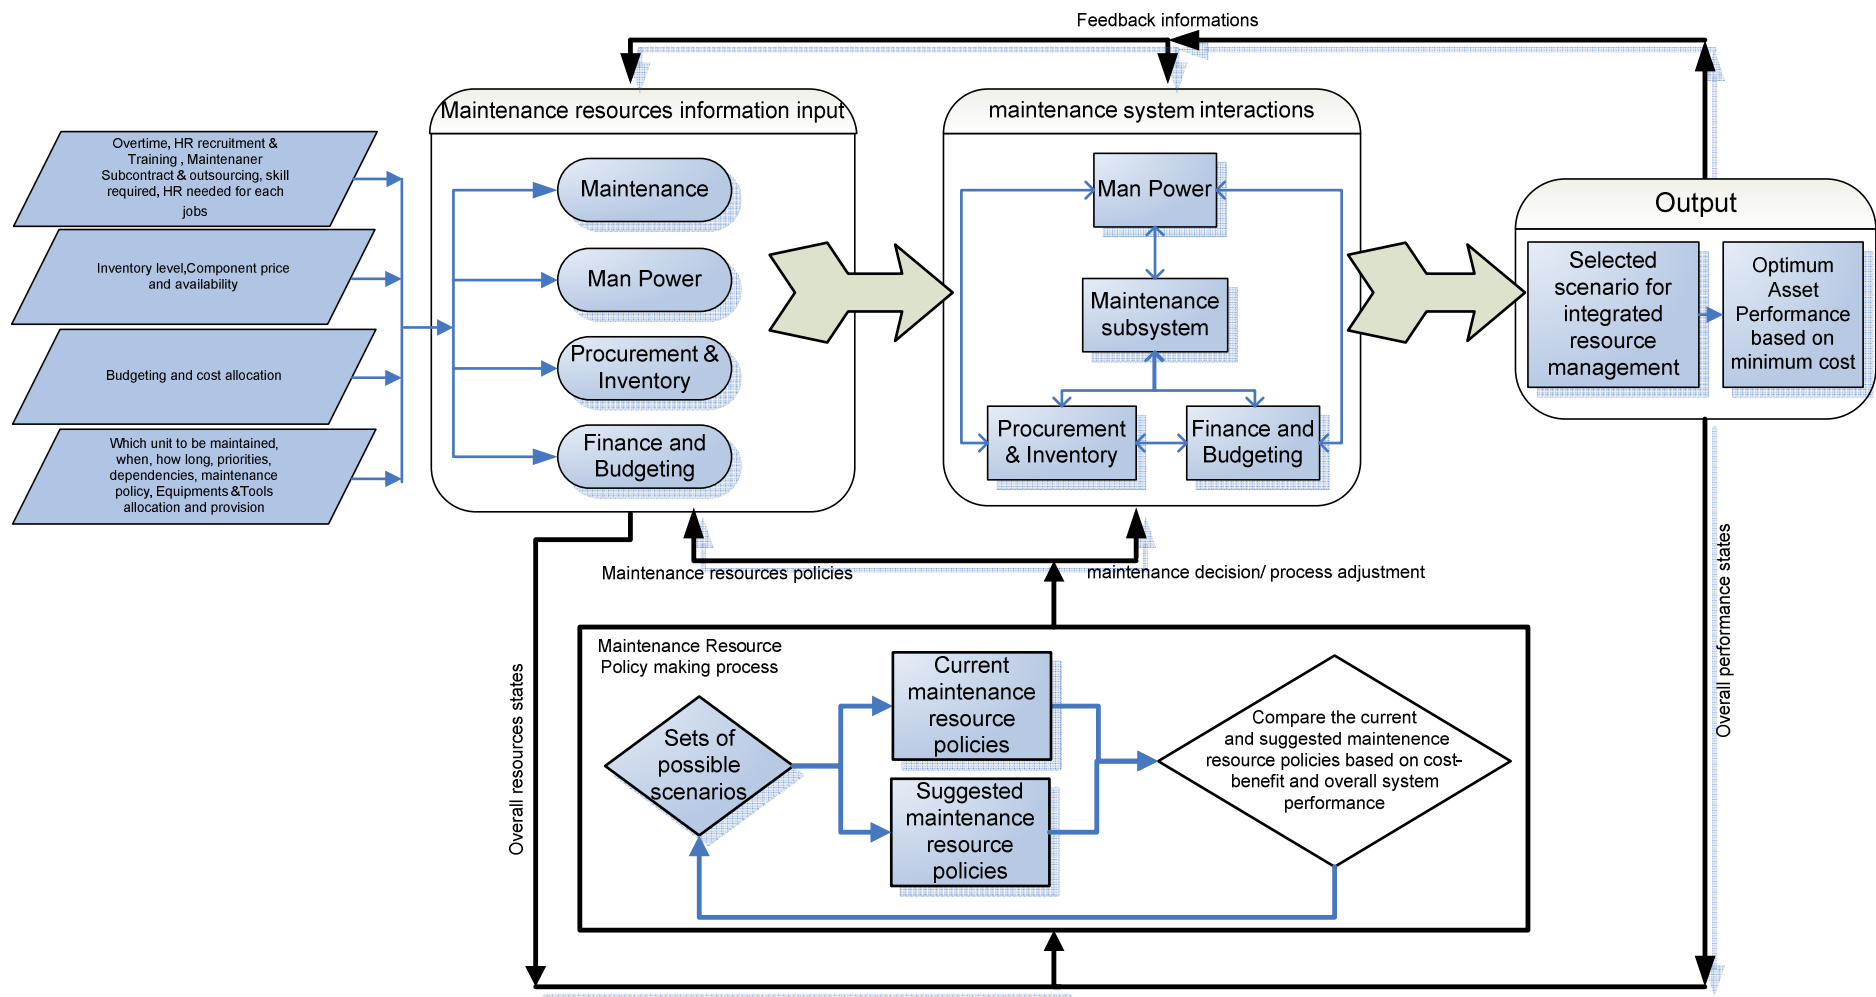 Feedback informations
Maintenance resources information input
maintenance system interactions
Output
Overtime, HR recruitment &
Training , Maintenaner
Subcontract & outsourcing, skill
required, HR needed for each
jobs
Inventory level,Component price
and availability
Budgeting and cost allocation
Which unit to be maintained,
when, how long, priorities,
dependencies, maintenance
policy, Equipments &Tools
allocation and provision
Maintenance
Man Power
Procurement &
Inventory
Finance and
Budgeting
Man Power
Maintenance
subsystem
Procurement
& Inventory
Finance and
Budgeting
Selected
scenario for
integrated
resource
management
Optimum
Asset
Performance
based on
minimum cost
Maintenance resources policies
maintenance decision/ process adjustment
Overall resources states
Overall performance states
Maintenance Resource
Policy making process
Sets of
possible
scenarios
Current
maintenance
resource
policies
Suggested
maintenance
resource
policies
Compare the current
and suggested maintenence
resource policies based on cost-
benefit and overall system
performance